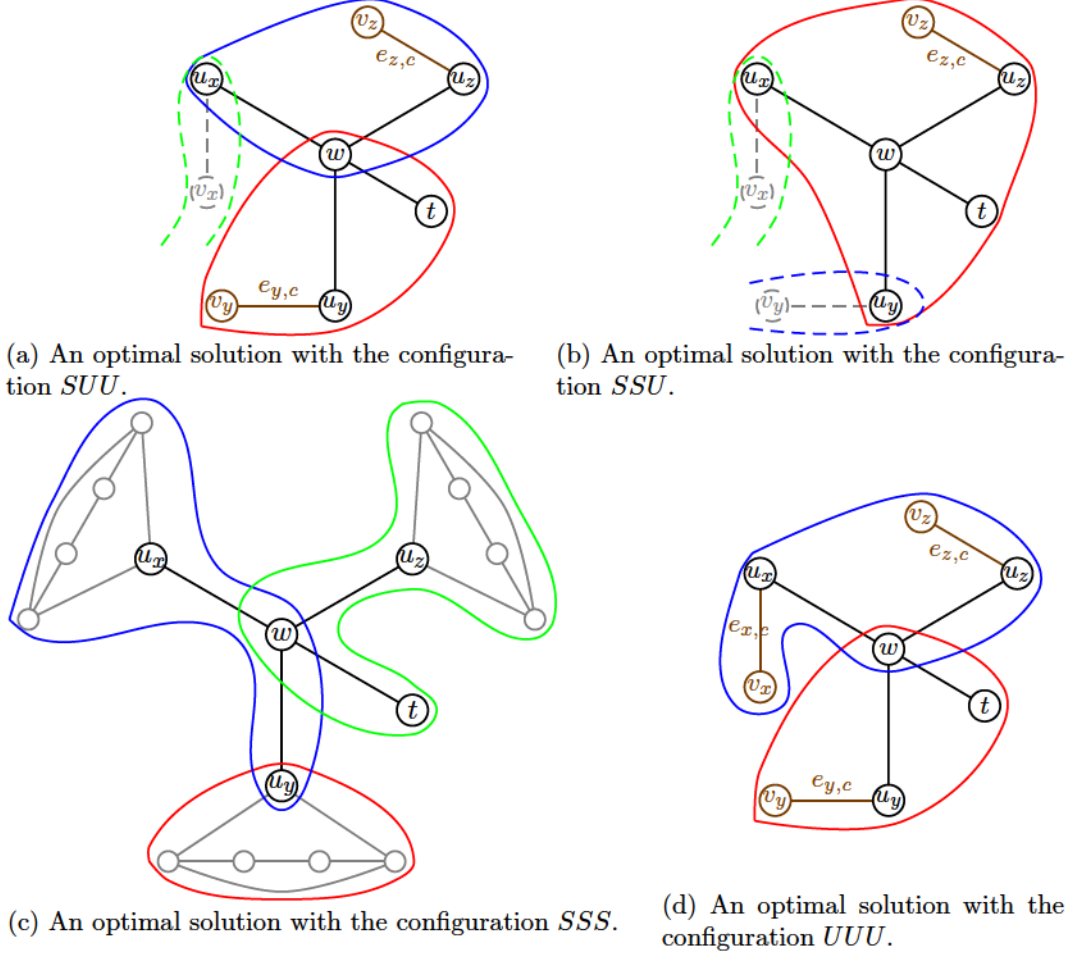 v_z
e_{z,c}
u_x
u_z
w
(v_x)
t
e_{y,c}
v_y
u_y
(a) An optimal solution with the configura-
tion SUU.
v_z
e_{z,c}
u_x
u_z
w
(v_x)
t
(v_y)
u_y
(b) An optimal solution with the configura-
tion SSU.
u_x
u_z
w
t
u_y
(c) An optimal solution with the configuration SSS.
v_z
e_{z,c}
u_x
u_z
e_{x,c}
w
v_x
t
e_{y,c}
v_y
u_y
(d) An optimal solution with the
configuration UUU.